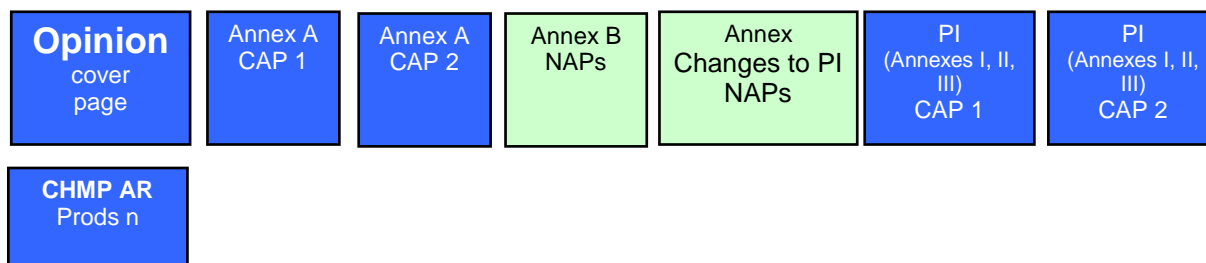 Opinion
cover
page
Annex A
CAP 1
Annex A
CAP 2
Annex B
NAPs
Annex
Changes to PI
NAPs
PI
(Annexes I, II,
III)
CAP 1
PI
(Annexes I, II,
III)
CAP 2
CHMP AR
Prods n